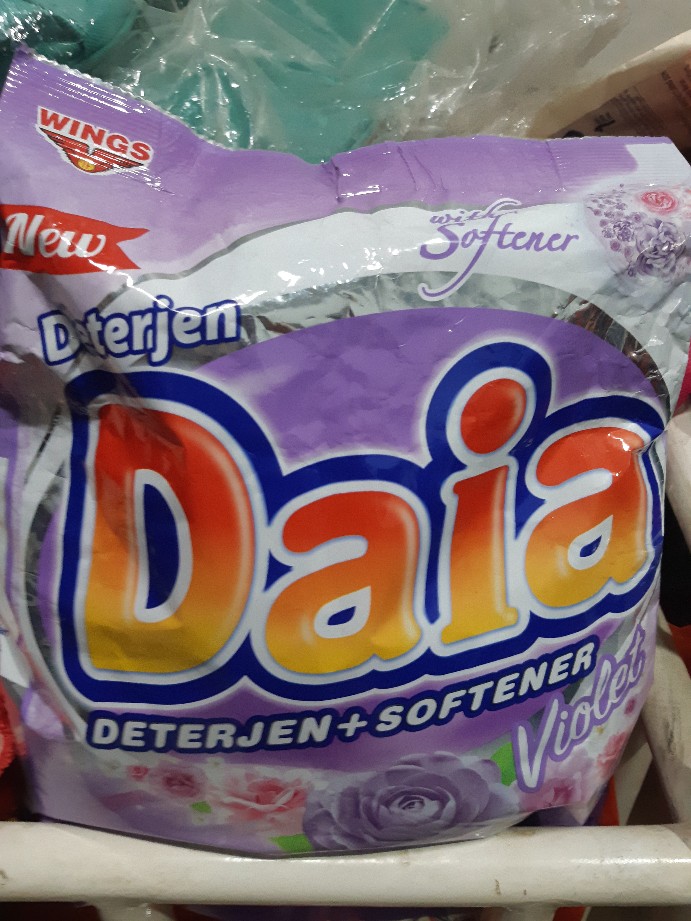 WINGS
New
with
Softener
Deterjen
Daia
DETERJEN+SOFTENER
Violet